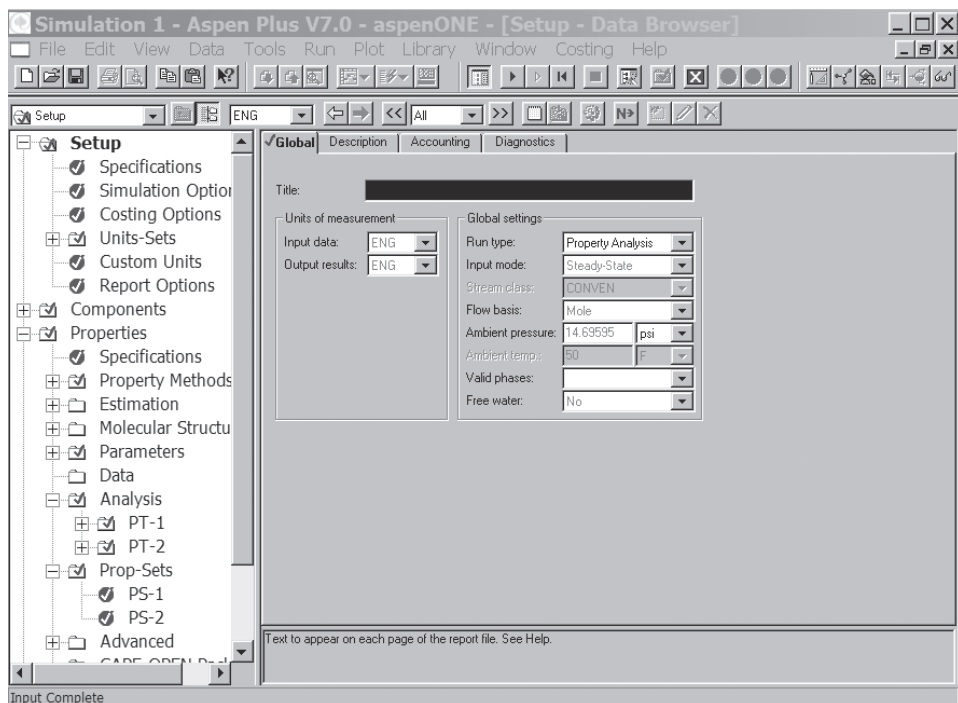 Simulation 1 - Aspen Plus V7.0 - aspenONE - [Setup - Data Browser]
File Edit View Data Tools Run Plot Library Window Costing Help
Setup ENG << All >> N>
Setup
Specifications
Simulation Option
Costing Options
Units-Sets
Custom Units
Report Options
Components
Properties
Specifications
Property Methods
Estimation
Molecular Structu
Parameters
Data
Analysis
PT-1
PT-2
Prop-Sets
PS-1
PS-2
Advanced
CAPE-OPEN Pack
Global Description Accounting Diagnostics
Title:
Units of measurement
Input data: ENG
Output results: ENG
Global settings
Run type: Property Analysis
Input mode: Steady-State
Stream class: CONVEN
Flow basis: Mole
Ambient pressure: 14.69595 psi
Ambient temp.: 50 F
Valid phases:
Free water: No
Text to appear on each page of the report file. See Help.
Input Complete